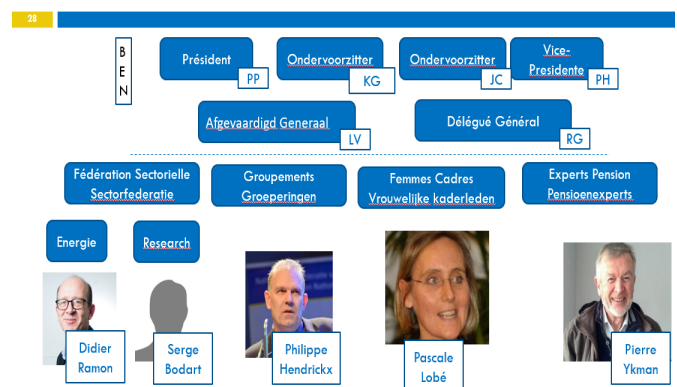 28
BEN
Président
PP
Ondervoorzitter
KG
Ondervoorzitter
JC
Vice-
Presidente
PH
Afgevaardigd Generaal
LV
Délégué Général
RG
Fédération Sectorielle
Sectorfederatie
Groupements
Groeperingen
Femmes Cadres
Vrouwelijke kaderleden
Experts Pension
Pensioenexperts
Energie
Research
Didier
Ramon
Serge
Bodart
Philippe
Hendrickx
Pascale
Lobé
Pierre
Ykman